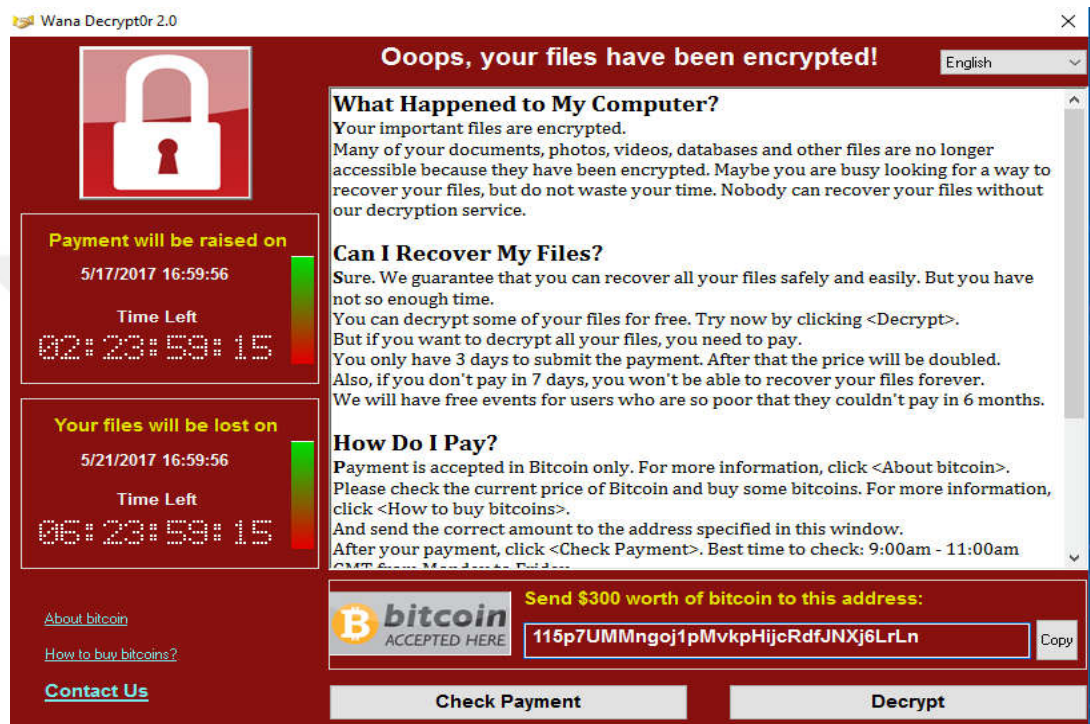 Wana Decrypt0r 2.0
Ooops, your files have been encrypted!
English
What Happened to My Computer?
Your important files are encrypted.
Many of your documents, photos, videos, databases and other files are no longer
accessible because they have been encrypted. Maybe you are busy looking for a way to
recover your files, but do not waste your time. Nobody can recover your files without
our decryption service.
Can I Recover My Files?
Sure. We guarantee that you can recover all your files safely and easily. But you have
not so enough time.
You can decrypt some of your files for free. Try now by clicking <Decrypt>.
But if you want to decrypt all your files, you need to pay.
You only have 3 days to submit the payment. After that the price will be doubled.
Also, if you don't pay in 7 days, you won't be able to recover your files forever.
We will have free events for users who are so poor that they couldn't pay in 6 months.
How Do I Pay?
Payment is accepted in Bitcoin only. For more information, click <About bitcoin>.
Please check the current price of Bitcoin and buy some bitcoins. For more information,
click <How to buy bitcoins>.
And send the correct amount to the address specified in this window.
After your payment, click <Check Payment>. Best time to check: 9:00am - 11:00am
GMT from Monday to Friday
Payment will be raised on
5/17/2017 16:59:56
Time Left
02:23:59:15
Your files will be lost on
5/21/2017 16:59:56
Time Left
06:23:59:15
About bitcoin
How to buy bitcoins?
Contact Us
bitcoin
ACCEPTED HERE
Send $300 worth of bitcoin to this address:
115p7UMMngoj1pMvkpHijcRdfJNXj6LrLn
Copy
Check Payment
Decrypt